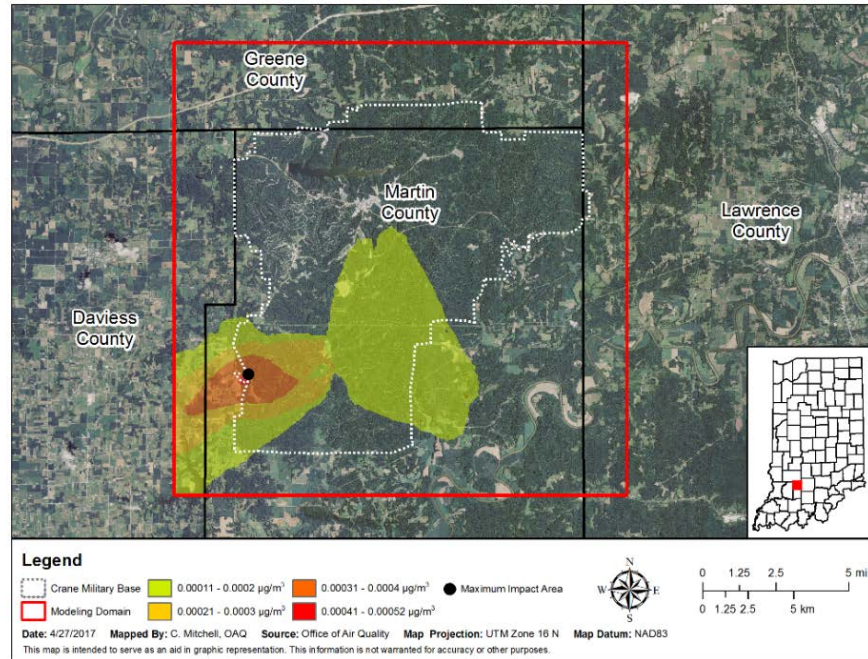 Greene
County
Martin
County
Lawrence
County
Daviess
County
Legend
Crane Military Base
0.00011 - 0.0002 µg/m³
0.00031 - 0.0004 µg/m³
Maximum Impact Area
Modeling Domain
0.00021 - 0.0003 µg/m³
0.00041 - 0.00052 µg/m³
N
W E
S
0 1.25 2.5 5 mi
0 1.25 2.5 5 km
Date: 4/27/2017 Mapped By: C. Mitchell, OAQ Source: Office of Air Quality Map Projection: UTM Zone 16 N Map Datum: NAD83
This map is intended to serve as an aid in graphic representation. This information is not warranted for accuracy or other purposes.